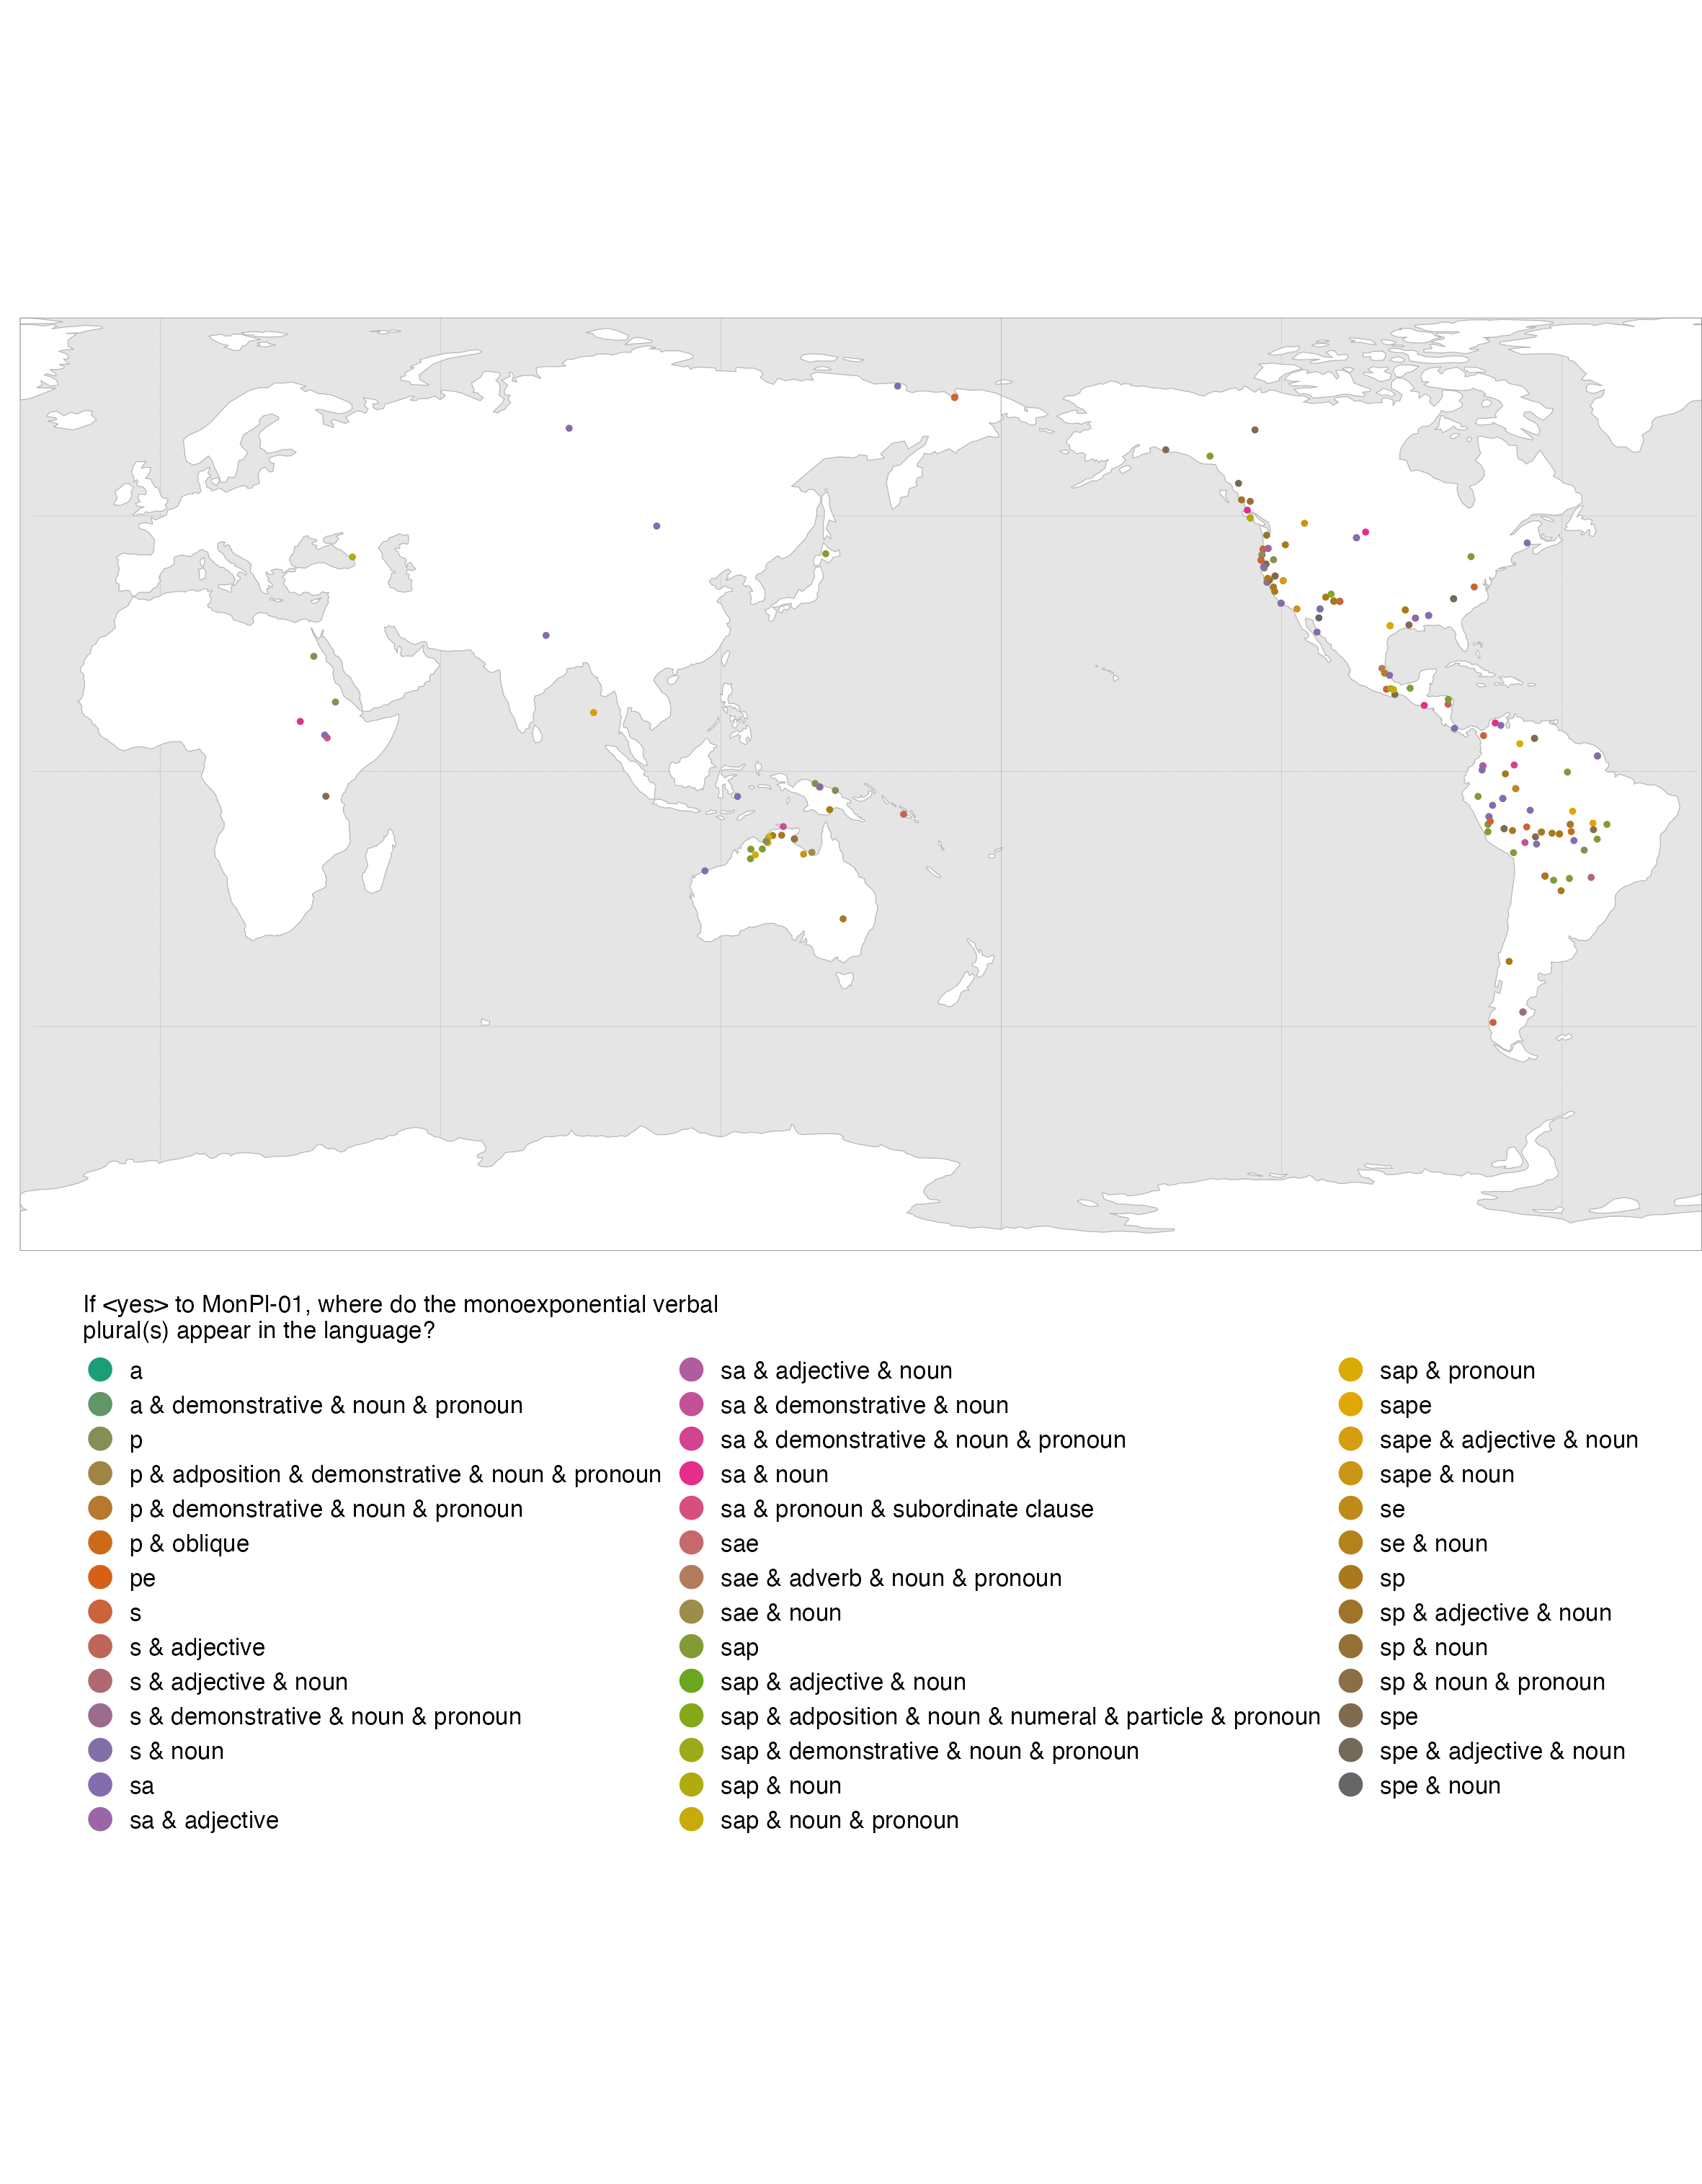 If <yes> to MonPl-01, where do the monoexponential verbal
plural(s) appear in the language?
a
a & demonstrative & noun & pronoun
p
p & adposition & demonstrative & noun & pronoun
p & demonstrative & noun & pronoun
p & oblique
pe
s
s & adjective
s & adjective & noun
s & demonstrative & noun & pronoun
s & noun
sa
sa & adjective
sa & adjective & noun
sa & demonstrative & noun
sa & demonstrative & noun & pronoun
sa & noun
sa & pronoun & subordinate clause
sae
sae & adverb & noun & pronoun
sae & noun
sap
sap & adjective & noun
sap & adposition & noun & numeral & particle & pronoun
sap & demonstrative & noun & pronoun
sap & noun
sap & noun & pronoun
sap & pronoun
sape
sape & adjective & noun
sape & noun
se
se & noun
sp
sp & adjective & noun
sp & noun
sp & noun & pronoun
spe
spe & adjective & noun
spe & noun